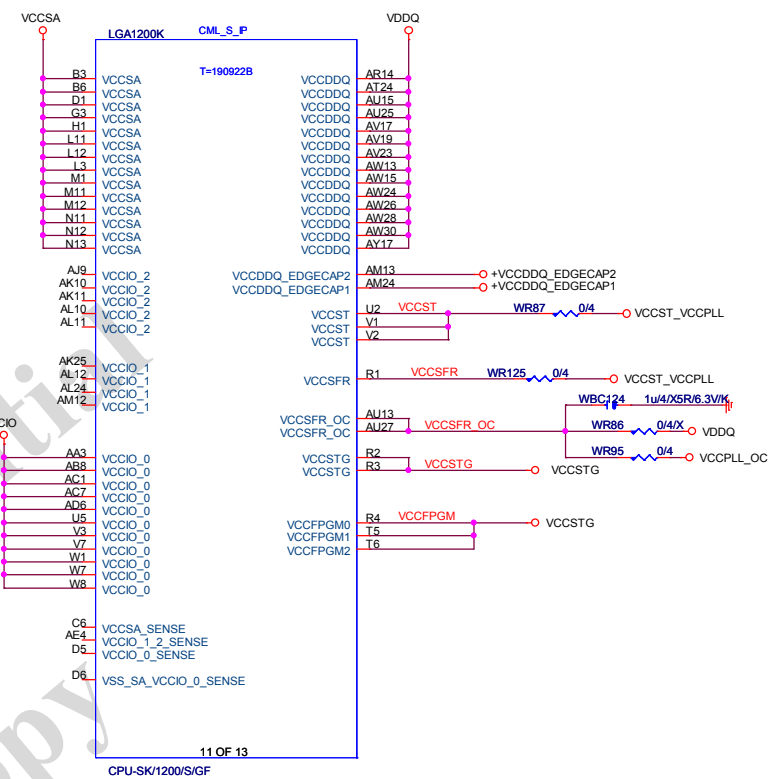 VCCSA VDDQ
LGA1200K CML_S_IP
T=190922B
B3 VCCSA VCCDDQ AR14
B6 VCCSA VCCDDQ AT24
D1 VCCSA VCCDDQ AU15
G3 VCCSA VCCDDQ AU25
H1 VCCSA VCCDDQ AV17
L11 VCCSA VCCDDQ AV19
L12 VCCSA VCCDDQ AV23
L3 VCCSA VCCDDQ AW13
M1 VCCSA VCCDDQ AW15
M11 VCCSA VCCDDQ AW24
M12 VCCSA VCCDDQ AW26
N11 VCCSA VCCDDQ AW28
N12 VCCSA VCCDDQ AW30
N13 VCCSA VCCDDQ AY17
AJ9 VCCIO_2 VCCDDQ_EDGECAP2 AM13 +VCCDDQ_EDGECAP2
AK10 VCCIO_2 VCCDDQ_EDGECAP1 AM24 +VCCDDQ_EDGECAP1
AK11 VCCIO_2
AL10 VCCIO_2 VCCST U2 VCCST WR87 0/4 VCCST_VCCPLL
AL11 VCCIO_2 VCCST V1
VCCST V2
AK25 VCCIO_1
AL12 VCCIO_1 VCCSFR R1 VCCSFR WR125 0/4 VCCST_VCCPLL
AL24 VCCIO_1
AM12 VCCIO_1
WBC124 1u/4/X5R/6.3V/K
VCCSFR_OC AU13
VCCSFR_OC AU27 VCCSFR_OC WR86 0/4/X VDDQ
WR95 0/4 VCCPLL_OC
AA3 VCCIO_0 VCCSTG R2
AB8 VCCIO_0 VCCSTG R3 VCCSTG VCCSTG
AC1 VCCIO_0
AC7 VCCIO_0
AD6 VCCIO_0
U5 VCCIO_0 VCCFPGM0 R4 VCCFPGM VCCSTG
V3 VCCIO_0 VCCFPGM1 T5
V7 VCCIO_0 VCCFPGM2 T6
W1 VCCIO_0
W7 VCCIO_0
W8 VCCIO_0
C6 VCCSA_SENSE
AE4 VCCIO_1_2_SENSE
D5 VCCIO_0_SENSE
D6 VSS_SA_VCCIO_0_SENSE
11 OF 13
CPU-SK/1200/S/GF